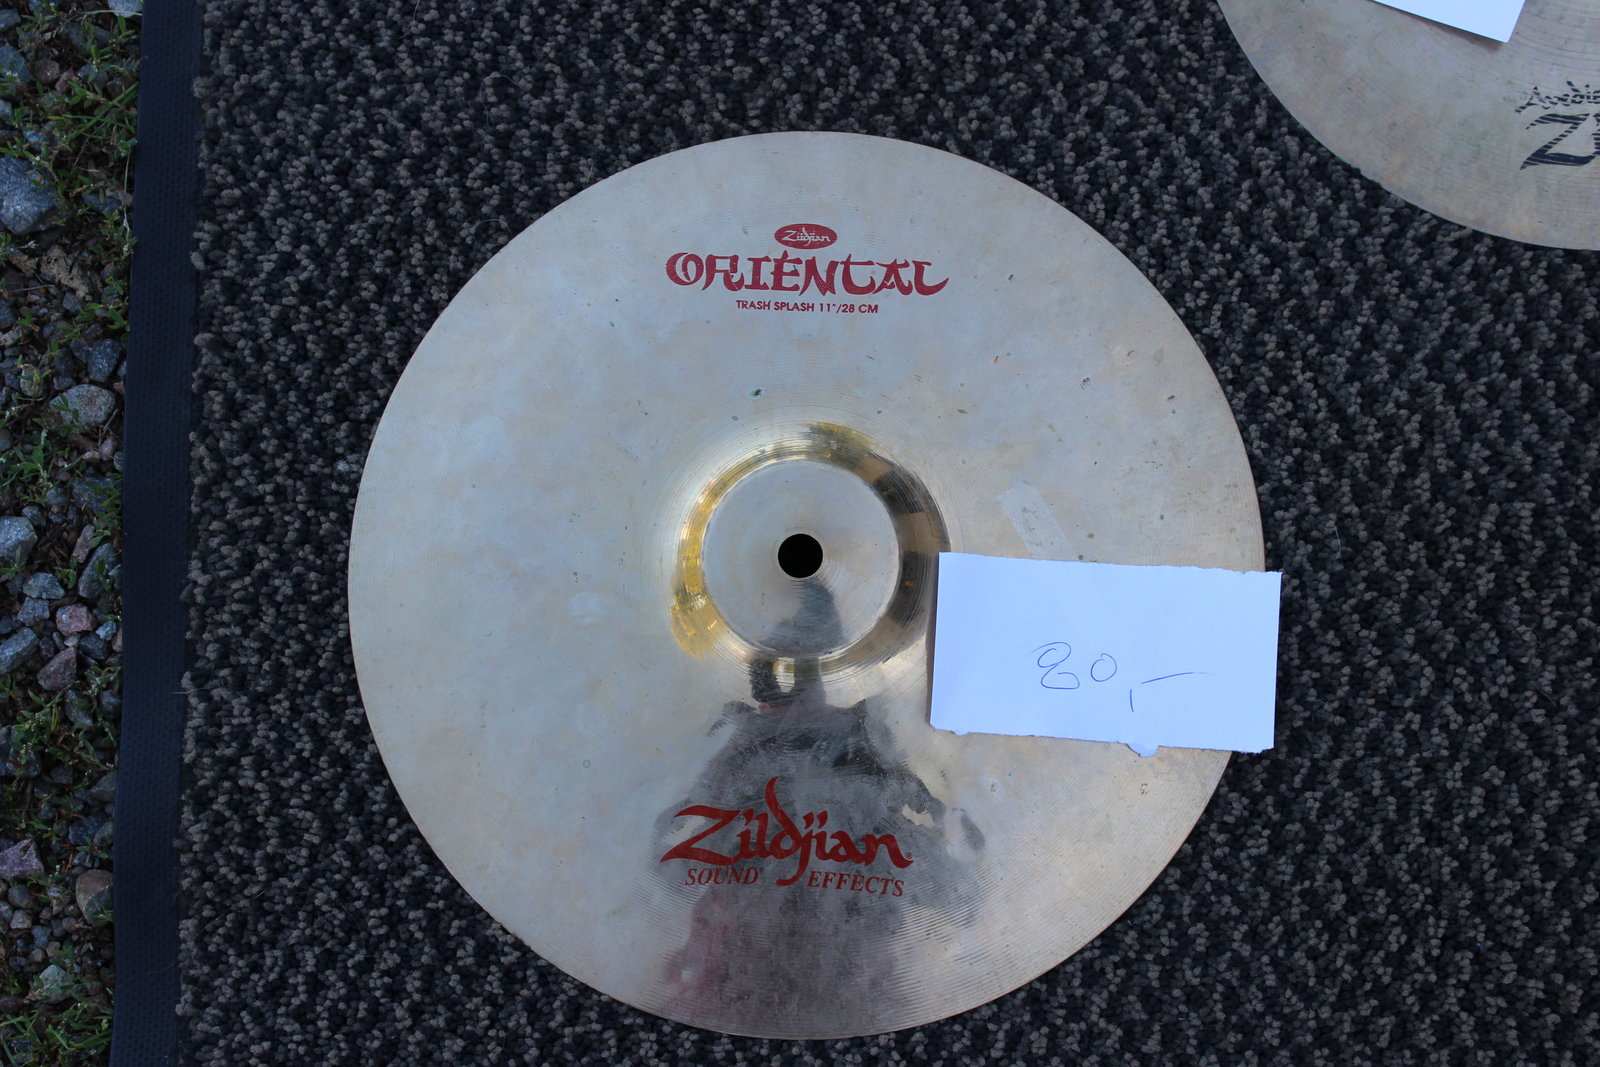 Zildjian
ORIENTAL
TRASH SPLASH 11"/28 CM
80,-
Zildjian®
SOUND EFFECTS